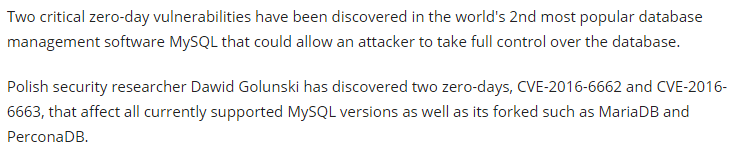 Two critical zero-day vulnerabilities have been discovered in the world's 2nd most popular database
management software MySQL that could allow an attacker to take full control over the database.
Polish security researcher Dawid Golunski has discovered two zero-days, CVE-2016-6662 and CVE-2016-
6663, that affect all currently supported MySQL versions as well as its forked such as MariaDB and
PerconaDB.